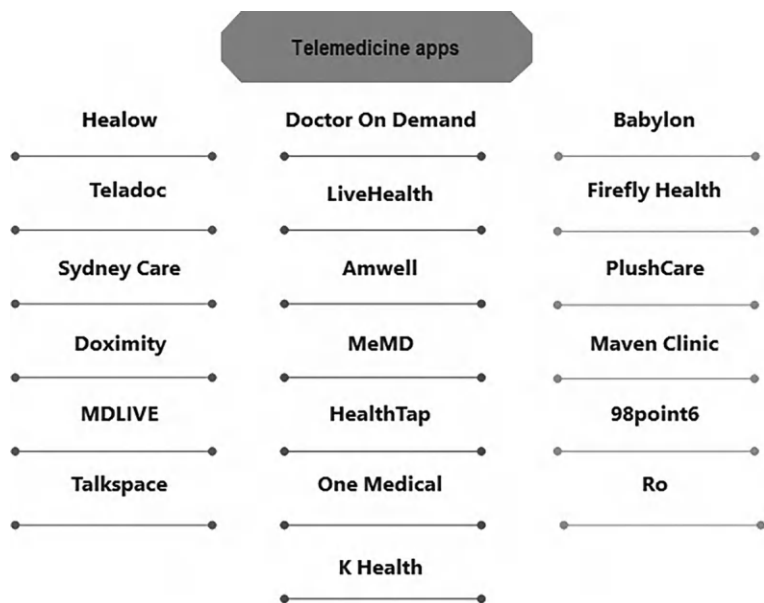 Telemedicine apps
Healow
Doctor On Demand
Babylon
Teladoc
LiveHealth
Firefly Health
Sydney Care
Amwell
PlushCare
Doximity
MeMD
Maven Clinic
MDLIVE
HealthTap
98point6
Talkspace
One Medical
Ro
K Health